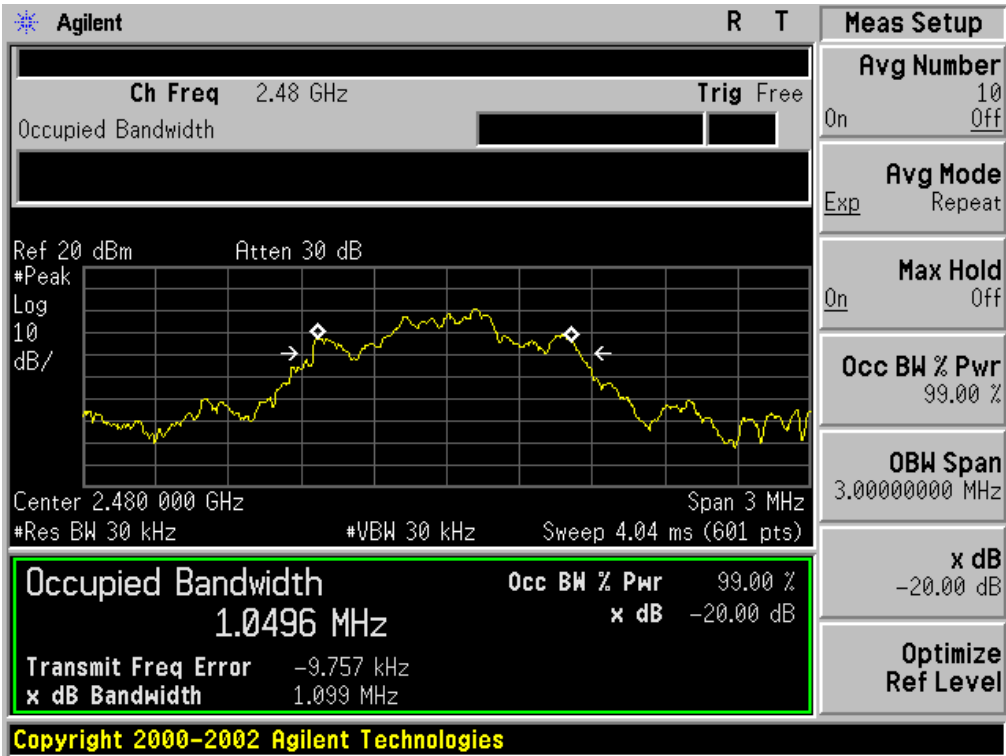 Agilent R T
Ch Freq 2.48 GHz Trig Free
Occupied Bandwidth
Ref 20 dBm Atten 30 dB
#Peak
Log
10
dB/
Center 2.480 000 GHz Span 3 MHz
#Res BW 30 kHz #VBW 30 kHz Sweep 4.04 ms (601 pts)
Occupied Bandwidth Occ BW % Pwr 99.00 %
1.0496 MHz x dB -20.00 dB
Transmit Freq Error -9.757 kHz
x dB Bandwidth 1.099 MHz
Copyright 2000-2002 Agilent Technologies
Meas Setup
Avg Number
10
On Off
Avg Mode
Exp Repeat
Max Hold
On Off
Occ BW % Pwr
99.00 %
OBW Span
3.00000000 MHz
x dB
-20.00 dB
Optimize
Ref Level